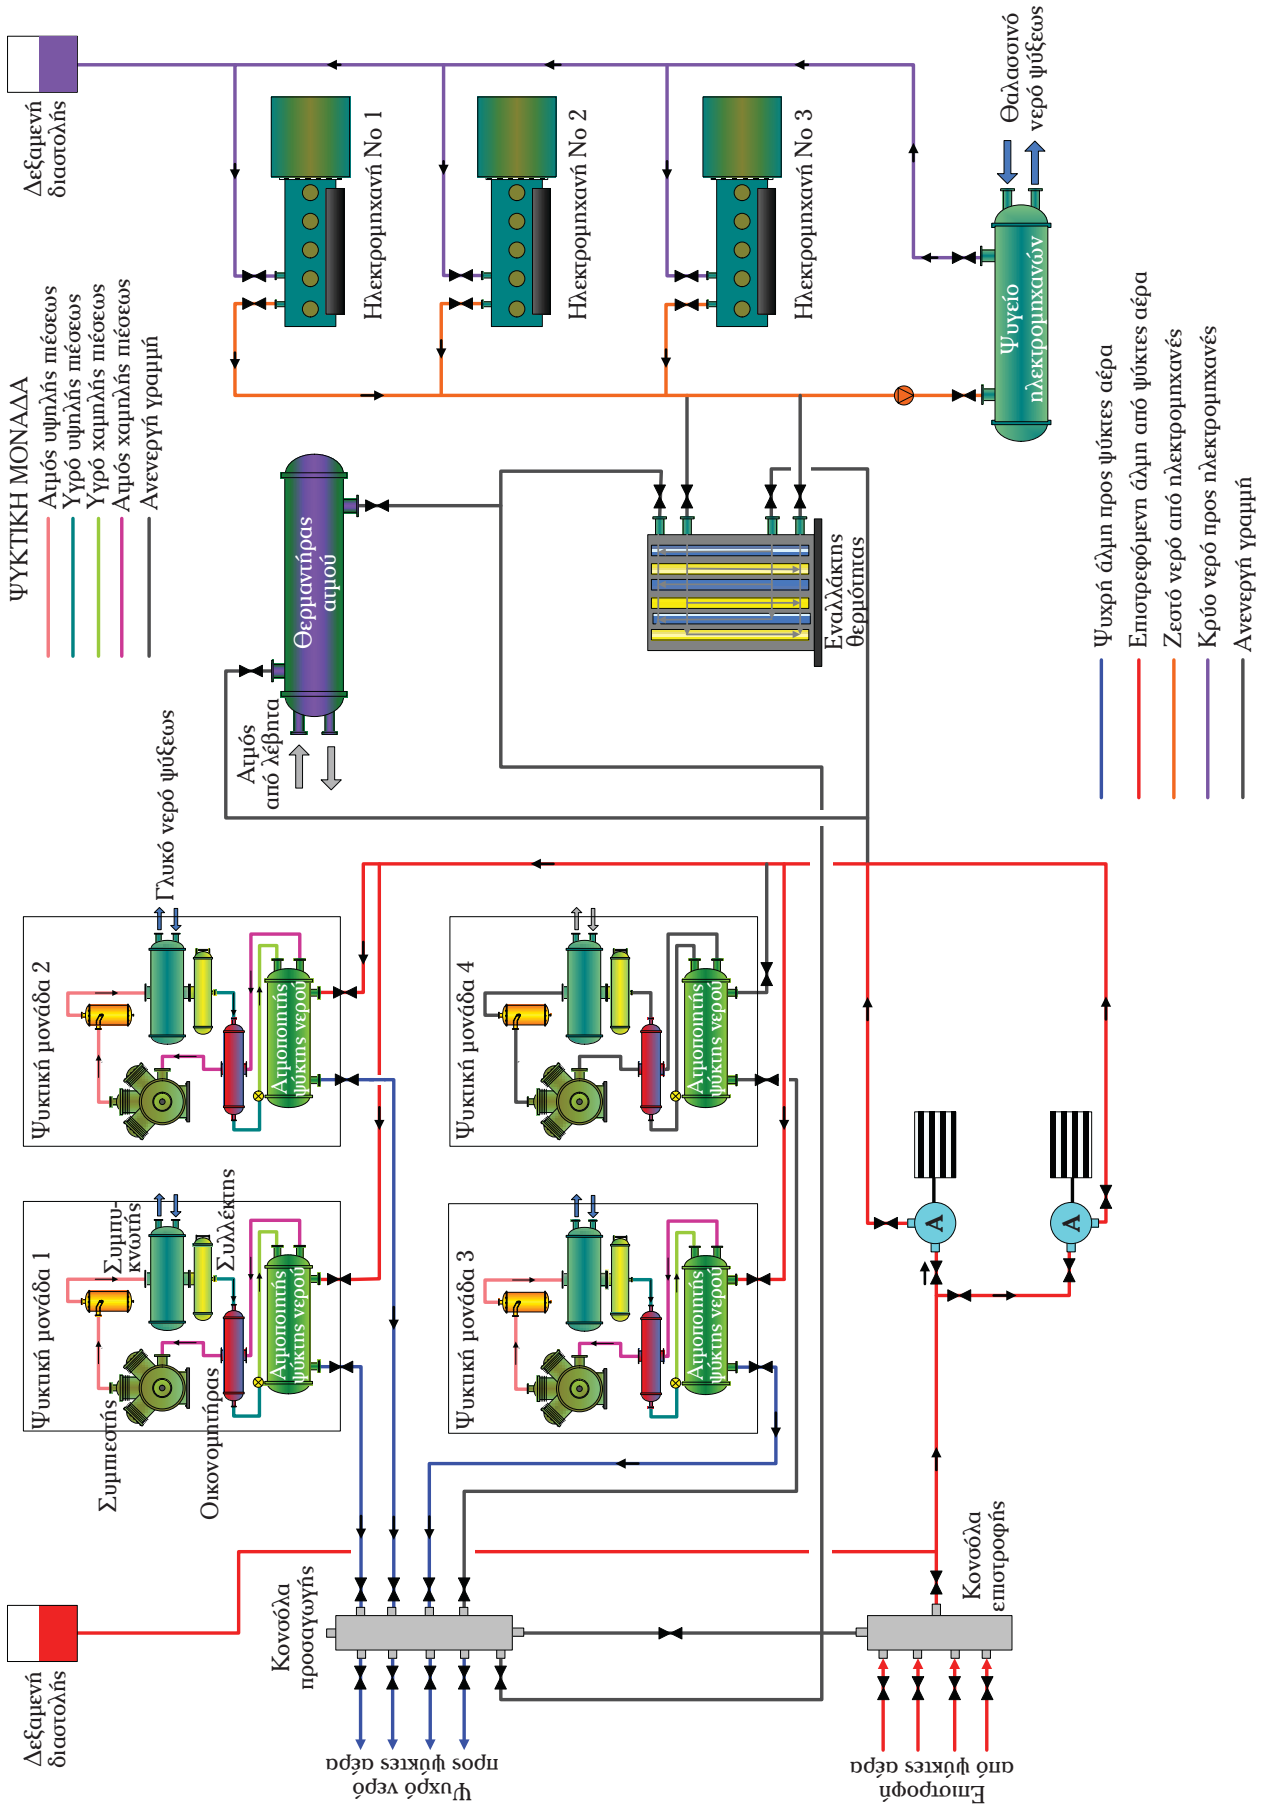 Δεξαμενή
διαστολής
Ηλεκτρομηχανή Νο 1
Ηλεκτρομηχανή Νο 2
Ηλεκτρομηχανή Νο 3
Θαλασσινό
νερό ψύξεως
Ψυγείο
ηλεκτρομηχανών
ΨΥΚΤΙΚΗ ΜΟΝΑΔΑ
Ατμός υψηλής πιέσεως
Υγρό υψηλής πιέσεως
Υγρό χαμηλής πιέσεως
Ατμός χαμηλής πιέσεως
Ανενεργή γραμμή
Θερμαντήρας
ατμού
Ατμός
από λέβητα
Εναλλάκτης
θερμότητας
Ψυχρή άλμη προς ψύκτες αέρα
Επιστρεφόμενη άλμη από ψύκτες αέρα
Ζεστό νερό από ηλεκτρομηχανές
Κρύο νερό προς ηλεκτρομηχανές
Ανενεργή γραμμή
Γλυκό νερό ψύξεως
Ψυκτική μονάδα 2
Ατμοποιητής
ψύκτης νερού
Ψυκτική μονάδα 4
Ατμοποιητής
ψύκτης νερού
Ψυκτική μονάδα 1
Συμπυ-
κνωτής
Συλλέκτης
Συμπιεστής
Οικονομητήρας
Ατμοποιητής
ψύκτης νερού
Ψυκτική μονάδα 3
Ατμοποιητής
ψύκτης νερού
Α
Α
Δεξαμενή
διαστολής
Κονσόλα
προσαγωγής
Κονσόλα
επιστροφής
Ψυχρό νερό
προς ψύκτες αέρα
Επιστροφή
από ψύκτες αέρα